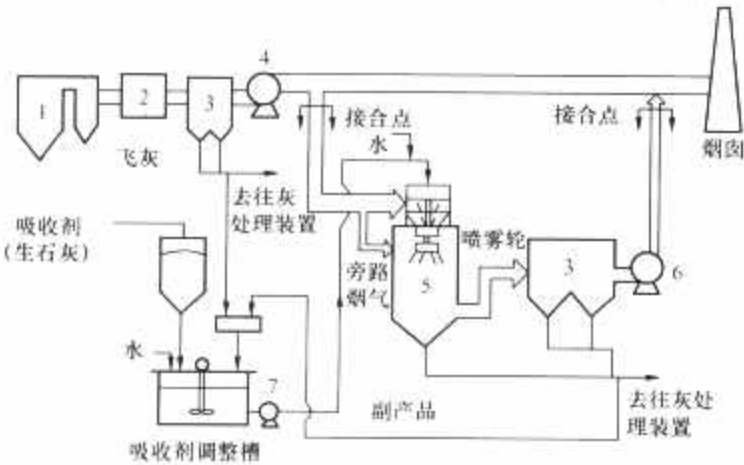 4
1
2
3
接合点
水
接合点
烟囱
飞灰
去往灰
处理装置
吸收剂
(生石灰)
喷雾轮
旁路
烟气
5
3
6
水
7
副产品
去往灰处
理装置
吸收剂调整槽